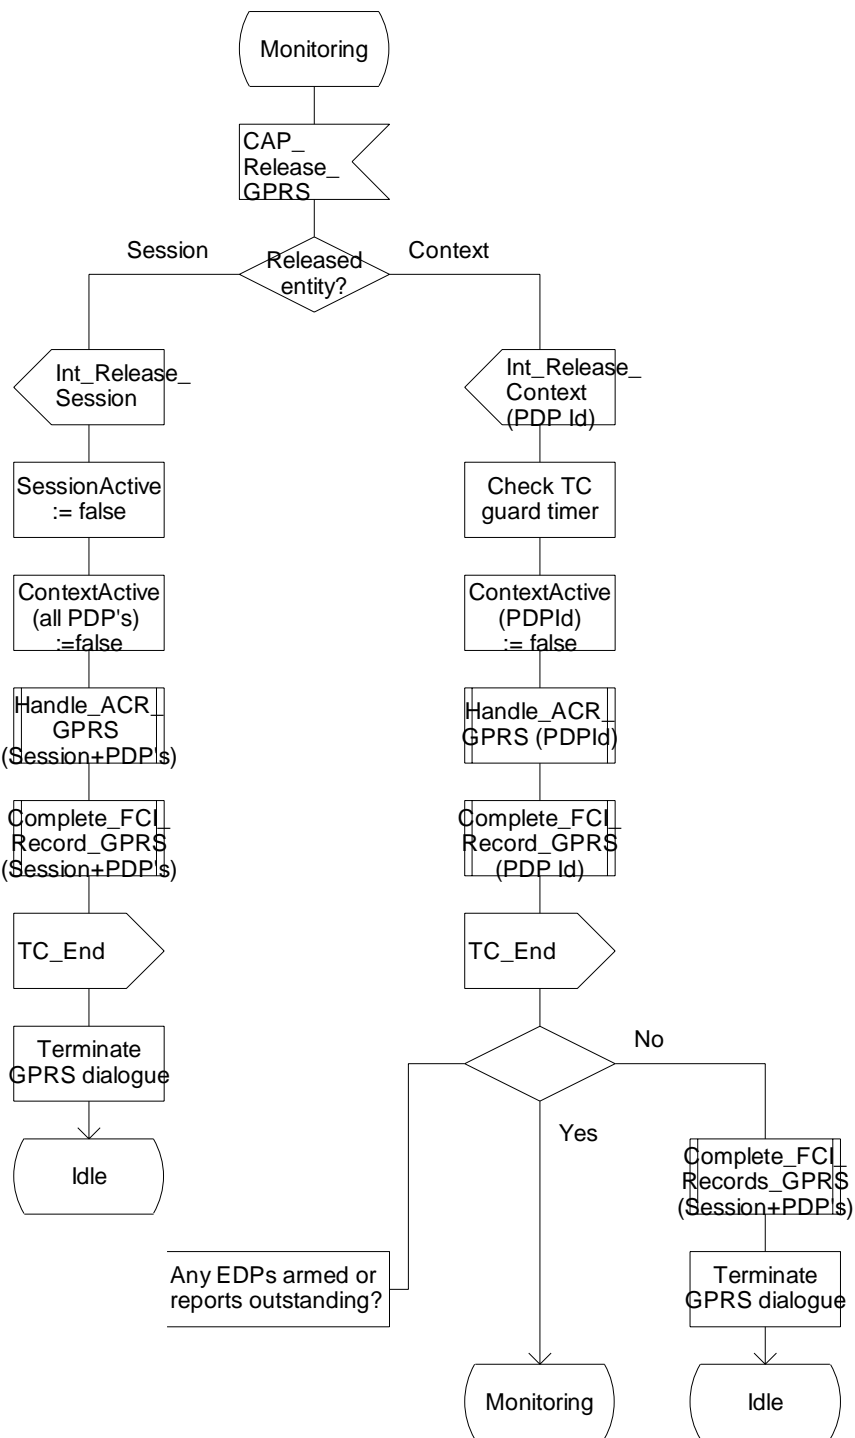 Monitoring
CAP_
Release_
GPRS
Session
Released
entity?
Context
Int_Release_
Session
Int_Release_
Context
(PDP Id)
SessionActive
:= false
Check TC
guard timer
ContextActive
(all PDP's)
:=false
ContextActive
(PDPId)
:= false
Handle_ACR_
GPRS
(Session+PDP's)
Handle_ACR_
GPRS (PDPId)
Complete_FCI_
Record_GPRS
(Session+PDP's)
Complete_FCI_
Record_GPRS
(PDP Id)
TC_End
TC_End
Terminate
GPRS dialogue
No
Yes
Idle
Complete_FCI_
Records_GPRS
(Session+PDP's)
Any EDPs armed or
reports outstanding?
Terminate
GPRS dialogue
Monitoring
Idle